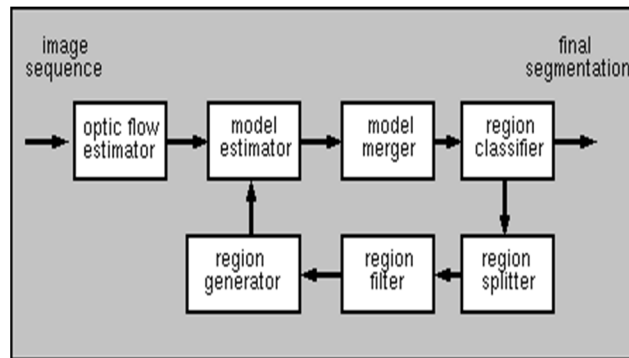 image
sequence
final
segmentation
optic flow
estimator
model
estimator
model
merger
region
classifier
region
generator
region
filter
region
splitter